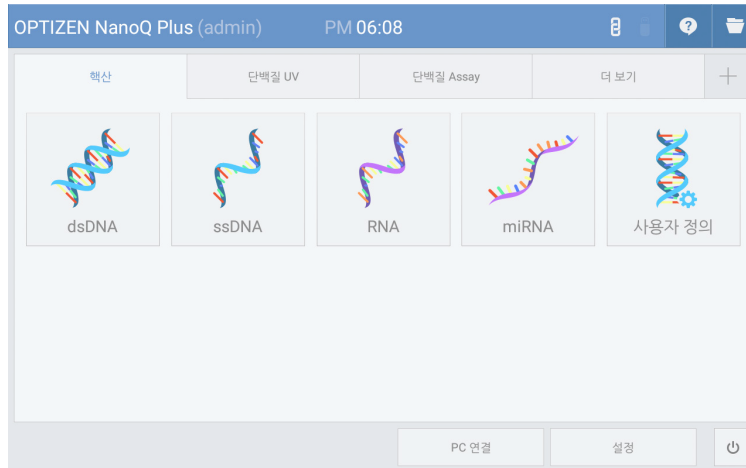 OPTIZEN NanoQ Plus (admin) PM 06:08
핵산 단백질 UV 단백질 Assay 더 보기
dsDNA ssDNA RNA miRNA 사용자 정의
PC 연결 설정